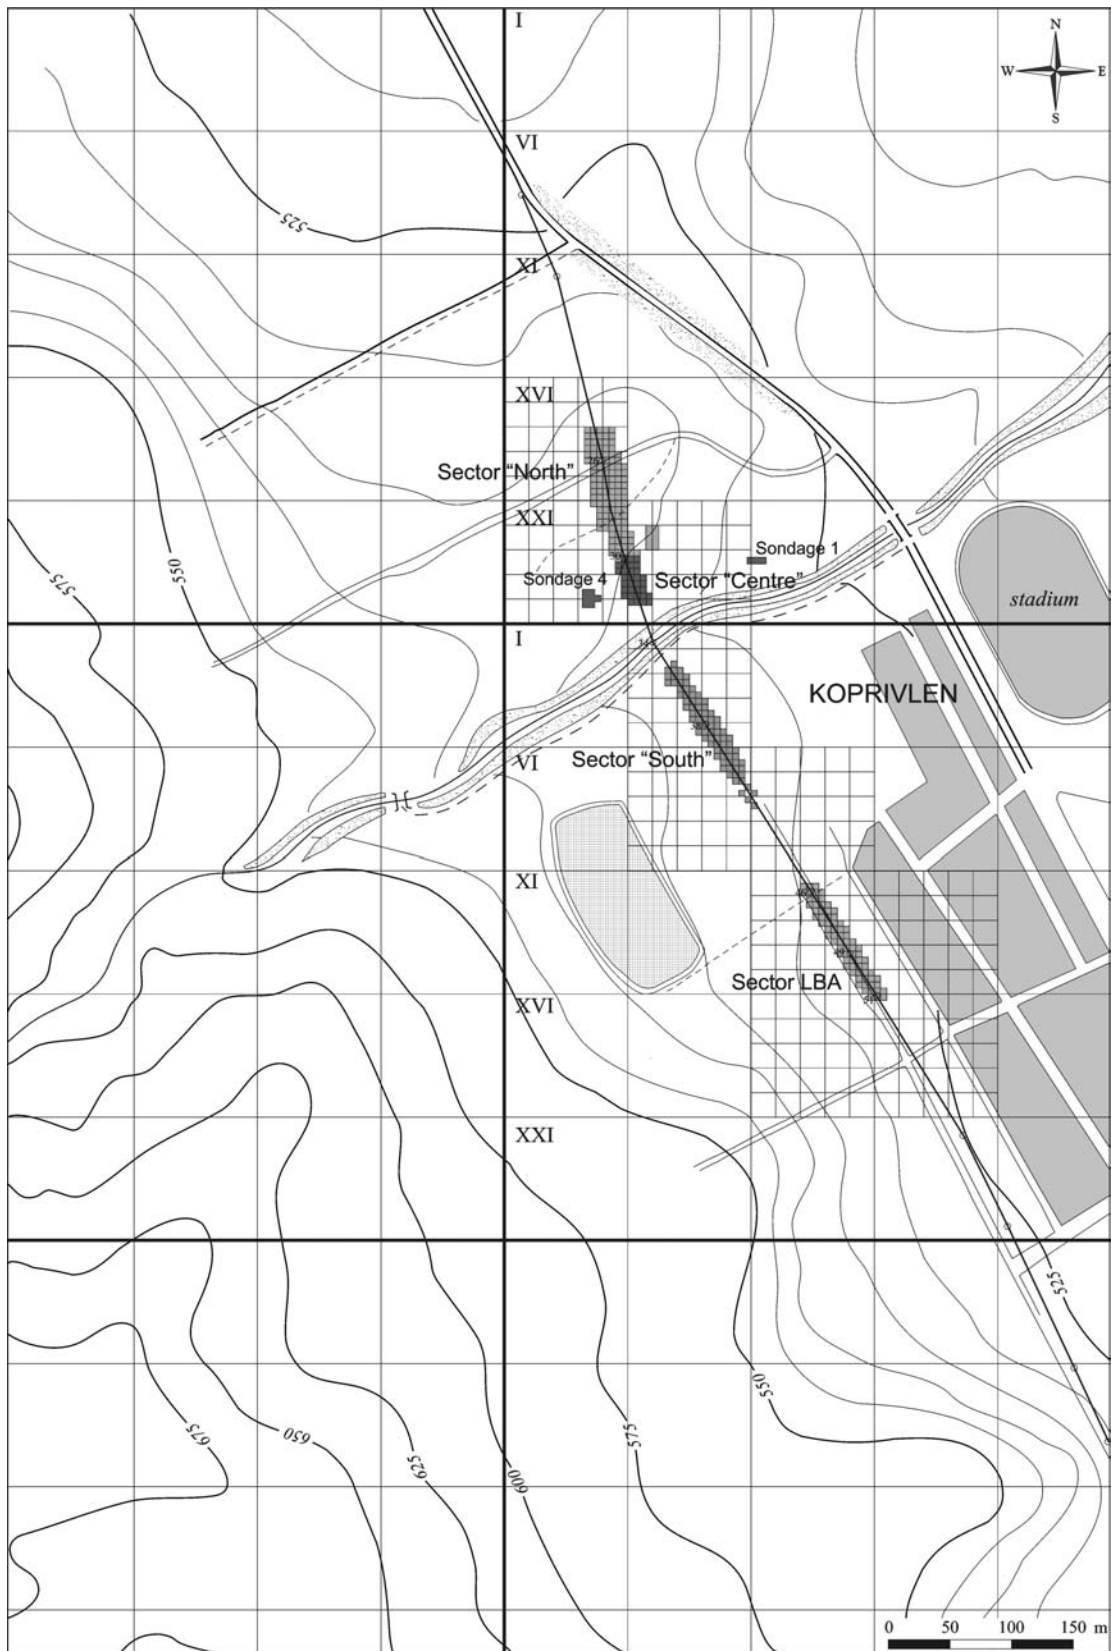 I
N
W E
S
VI
525
XI
XVI
Sector "North"
XXI
Sondage 1
575
550
Sondage 4
Sector "Centre"
stadium
I
KOPRIVLEN
VI
Sector "South"
XI
Sector LBA
XVI
XXI
525
550
675
650
625
600
575
0 50 100 150 m